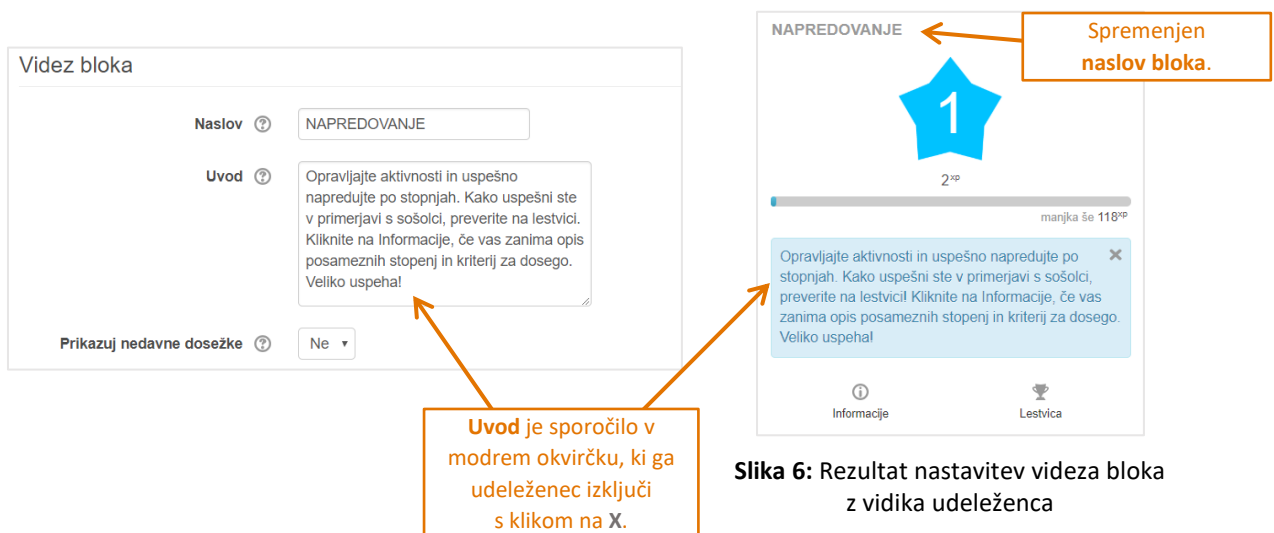 Videz bloka
Naslov
NAPREDOVANJE
Uvod
Opravljajte aktivnosti in uspešno
napredujte po stopnjah. Kako uspešni ste
v primerjavi s sošolci, preverite na lestvici.
Kliknite na Informacije, če vas zanima opis
posameznih stopenj in kriterij za dosego.
Veliko uspeha!
Prikazuj nedavne dosežke
Ne
Uvod je sporočilo v
modrem okvirčku, ki ga
udeleženec izključi
s klikom na X.
NAPREDOVANJE
Spremenjen
naslov bloka.
1
2xp
manjka še 118xp
Opravljajte aktivnosti in uspešno napredujte po
stopnjah. Kako uspešni ste v primerjavi s sošolci,
preverite na lestvici! Kliknite na Informacije, če vas
zanima opis posameznih stopenj in kriterij za dosego.
Veliko uspeha!
Informacije
Lestvica
Slika 6: Rezultat nastavitev videza bloka
z vidika udeleženca